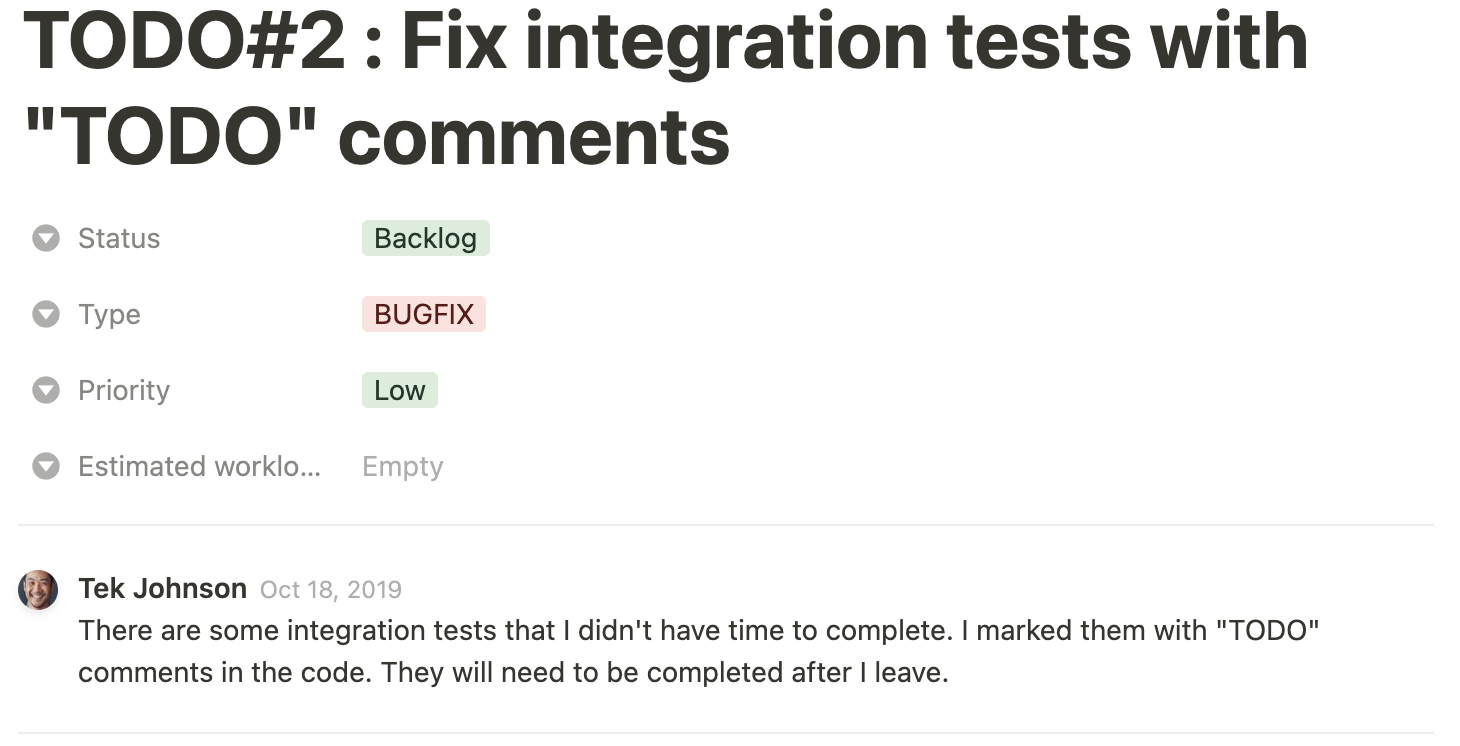 TODO#2 : Fix integration tests with
"TODO" comments
Status Backlog
Type BUGFIX
Priority Low
Estimated worklo... Empty
Tek Johnson Oct 18, 2019
There are some integration tests that I didn't have time to complete. I marked them with "TODO"
comments in the code. They will need to be completed after I leave.